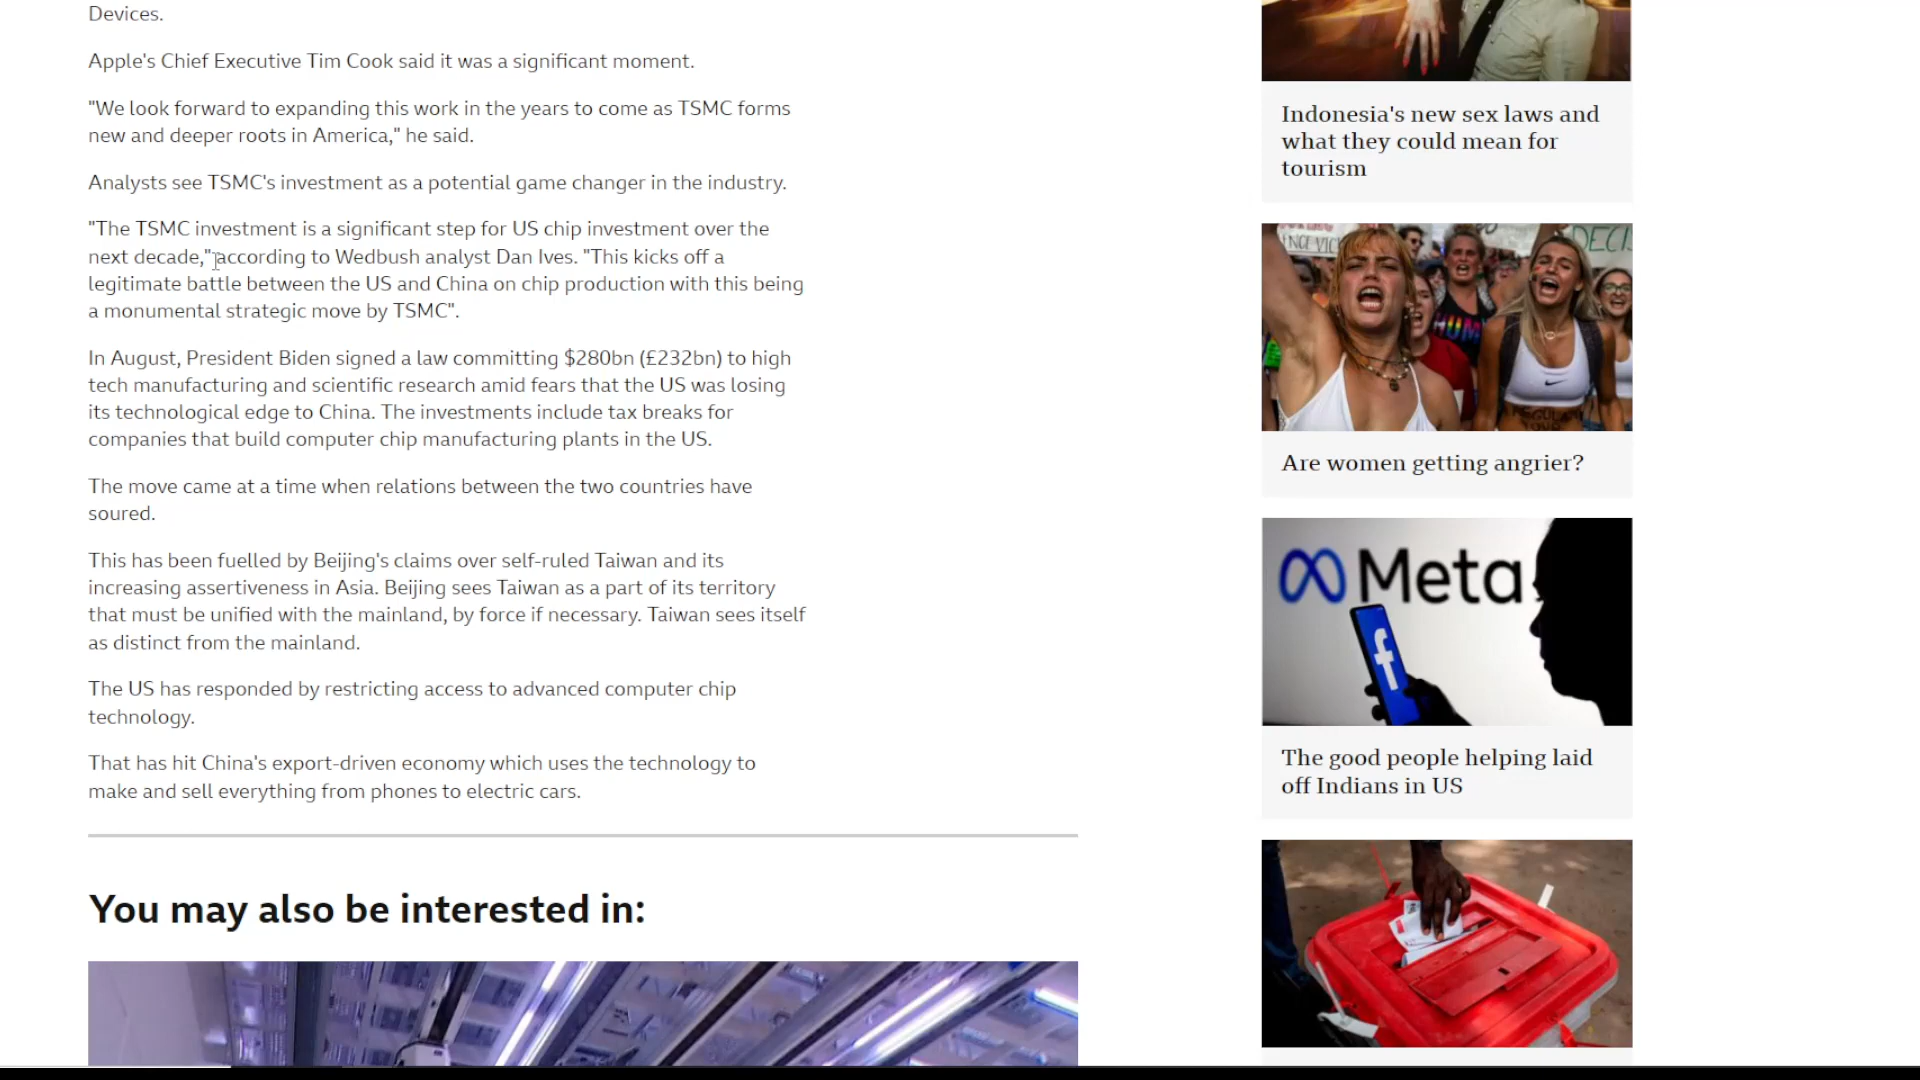 Devices.
Apple's Chief Executive Tim Cook said it was a significant moment.
"We look forward to expanding this work in the years to come as TSMC forms
new and deeper roots in America," he said.
Analysts see TSMC's investment as a potential game changer in the industry.
"The TSMC investment is a significant step for US chip investment over the
next decade," according to Wedbush analyst Dan Ives. "This kicks off a
legitimate battle between the US and China on chip production with this being
a monumental strategic move by TSMC".
In August, President Biden signed a law committing $280bn (£232bn) to high
tech manufacturing and scientific research amid fears that the US was losing
its technological edge to China. The investments include tax breaks for
companies that build computer chip manufacturing plants in the US.
The move came at a time when relations between the two countries have
soured.
This has been fuelled by Beijing's claims over self-ruled Taiwan and its
increasing assertiveness in Asia. Beijing sees Taiwan as a part of its territory
that must be unified with the mainland, by force if necessary. Taiwan sees itself
as distinct from the mainland.
The US has responded by restricting access to advanced computer chip
technology.
That has hit China's export-driven economy which uses the technology to
make and sell everything from phones to electric cars.
You may also be interested in:
Indonesia's new sex laws and
what they could mean for
tourism
HUM
Are women getting angrier?
Meta
f
The good people helping laid
off Indians in US